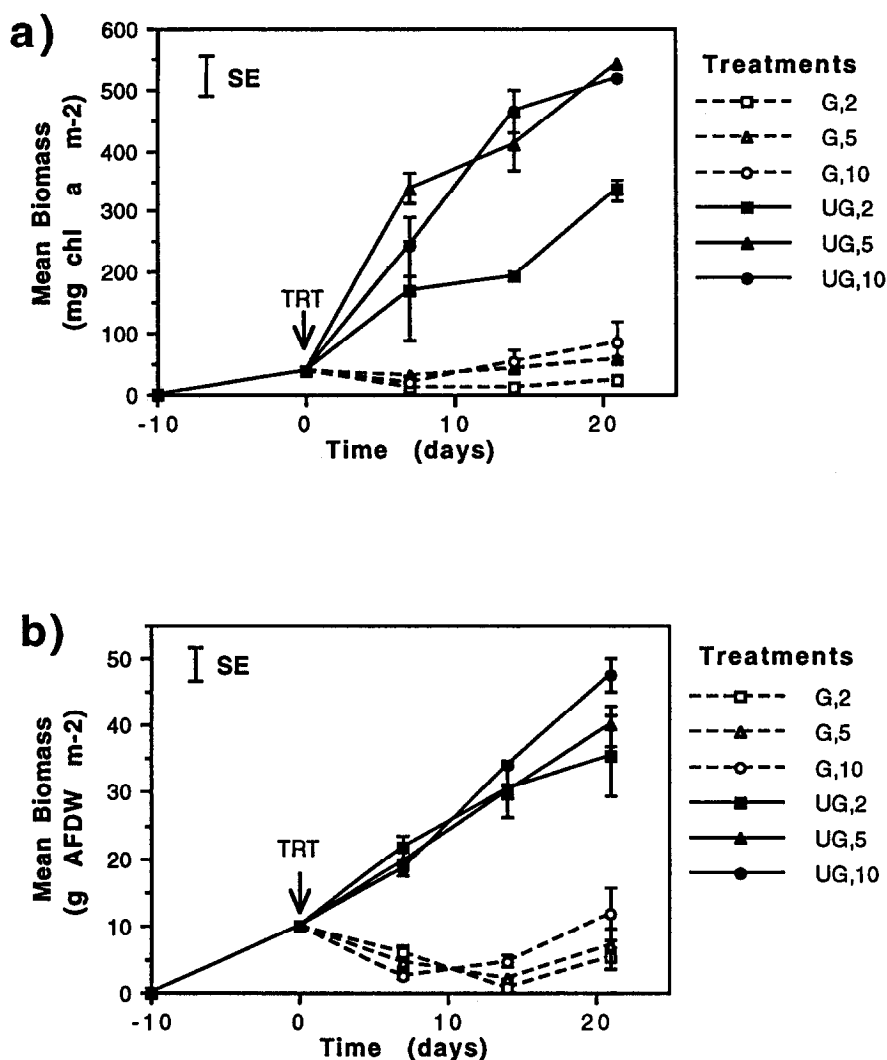 a)
600
500
400
300
200
100
0
Mean Biomass
(mg chl a m-2)
SE
TRT
-10
0
10
20
Time (days)
Treatments
G,2
G,5
G,10
UG,2
UG,5
UG,10
b)
50
40
30
20
10
0
Mean Biomass
(g AFDW m-2)
SE
TRT
-10
0
10
20
Time (days)
Treatments
G,2
G,5
G,10
UG,2
UG,5
UG,10